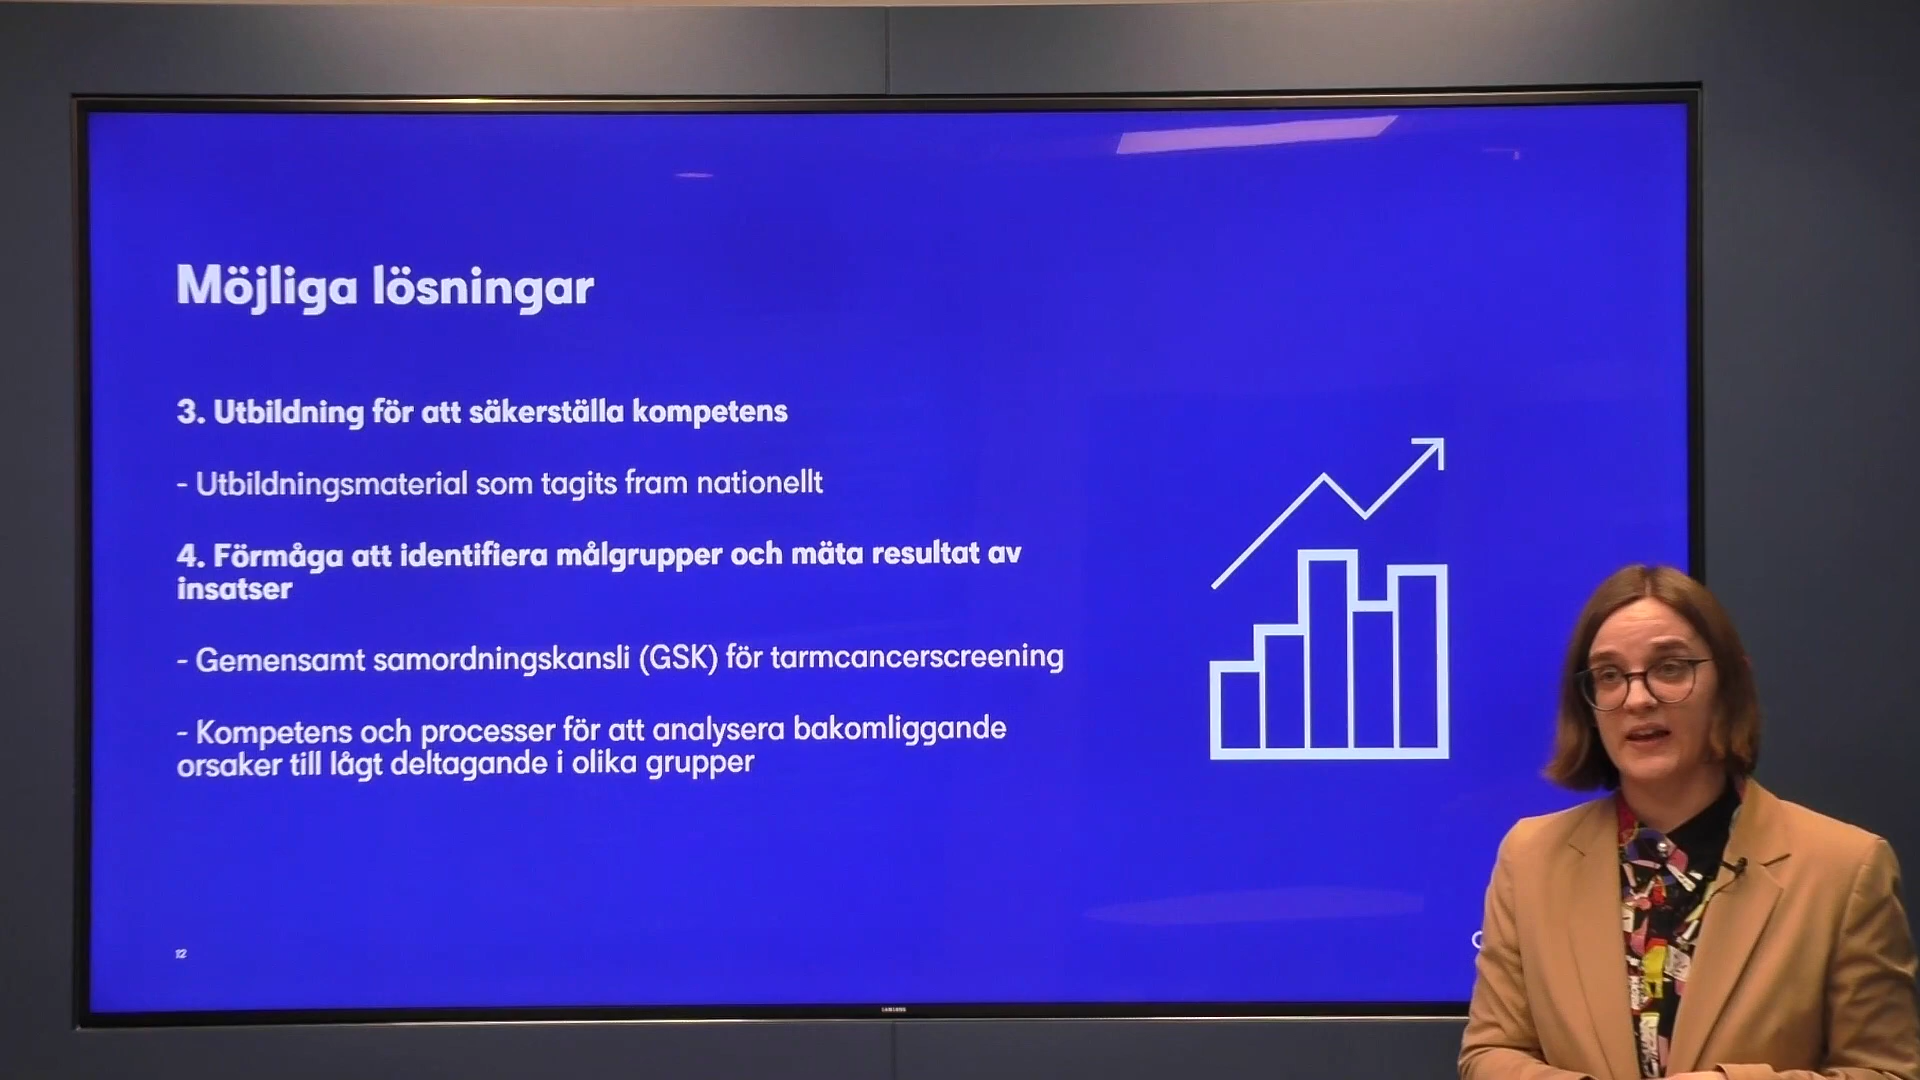 Möjliga lösningar
3. Utbildning för att säkerställa kompetens
- Utbildningsmaterial som tagits fram nationellt
4. Förmåga att identifiera målgrupper och mäta resultat av
insatser
- Gemensamt samordningskansli (GSK) för tarmcancerscreening
- Kompetens och processer för att analysera bakomliggande
orsaker till lågt deltagande i olika grupper
12
SAMSUNG